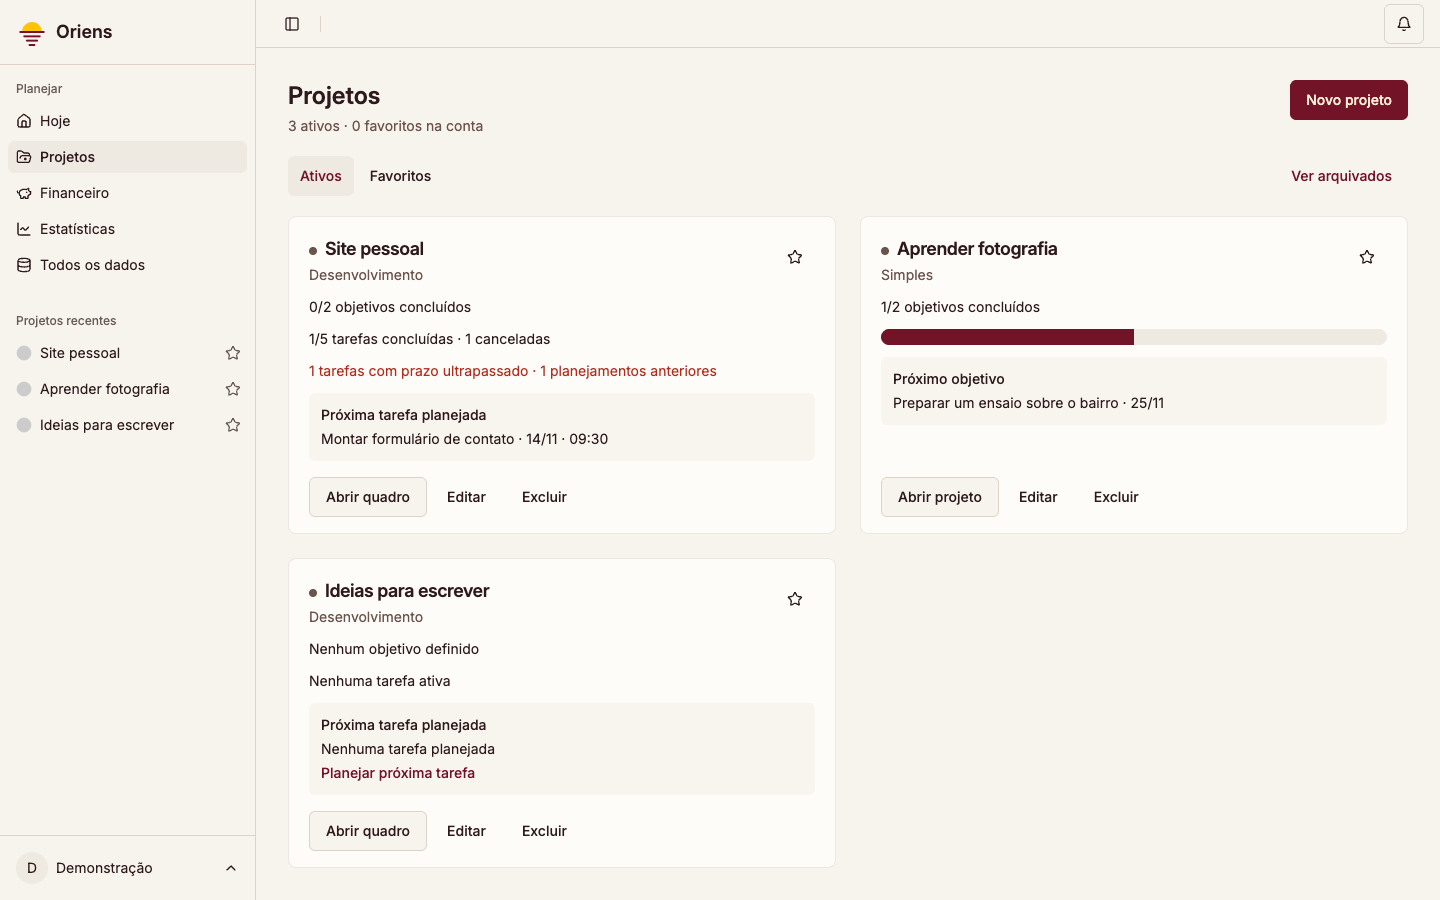 Oriens
Planejar
Hoje
Projetos
Financeiro
Estatísticas
Todos os dados
Projetos recentes
Site pessoal
Aprender fotografia
Ideias para escrever
D
Demonstração
Projetos
3 ativos · 0 favoritos na conta
Novo projeto
Ativos
Favoritos
Ver arquivados
Site pessoal
Desenvolvimento
0/2 objetivos concluídos
1/5 tarefas concluídas · 1 canceladas
1 tarefas com prazo ultrapassado · 1 planejamentos anteriores
Próxima tarefa planejada
Montar formulário de contato · 14/11 · 09:30
Abrir quadro
Editar
Excluir
Aprender fotografia
Simples
1/2 objetivos concluídos
Próximo objetivo
Preparar um ensaio sobre o bairro · 25/11
Abrir projeto
Editar
Excluir
Ideias para escrever
Desenvolvimento
Nenhum objetivo definido
Nenhuma tarefa ativa
Próxima tarefa planejada
Nenhuma tarefa planejada
Planejar próxima tarefa
Abrir quadro
Editar
Excluir